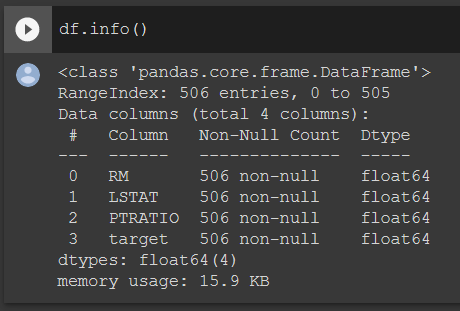 df.info()
<class 'pandas.core.frame.DataFrame'>
RangeIndex: 506 entries, 0 to 505
Data columns (total 4 columns):
 #   Column   Non-Null Count  Dtype
---  ------   --------------  -----
 0   RM       506 non-null    float64
 1   LSTAT    506 non-null    float64
 2   PTRATIO  506 non-null    float64
 3   target   506 non-null    float64
dtypes: float64(4)
memory usage: 15.9 KB